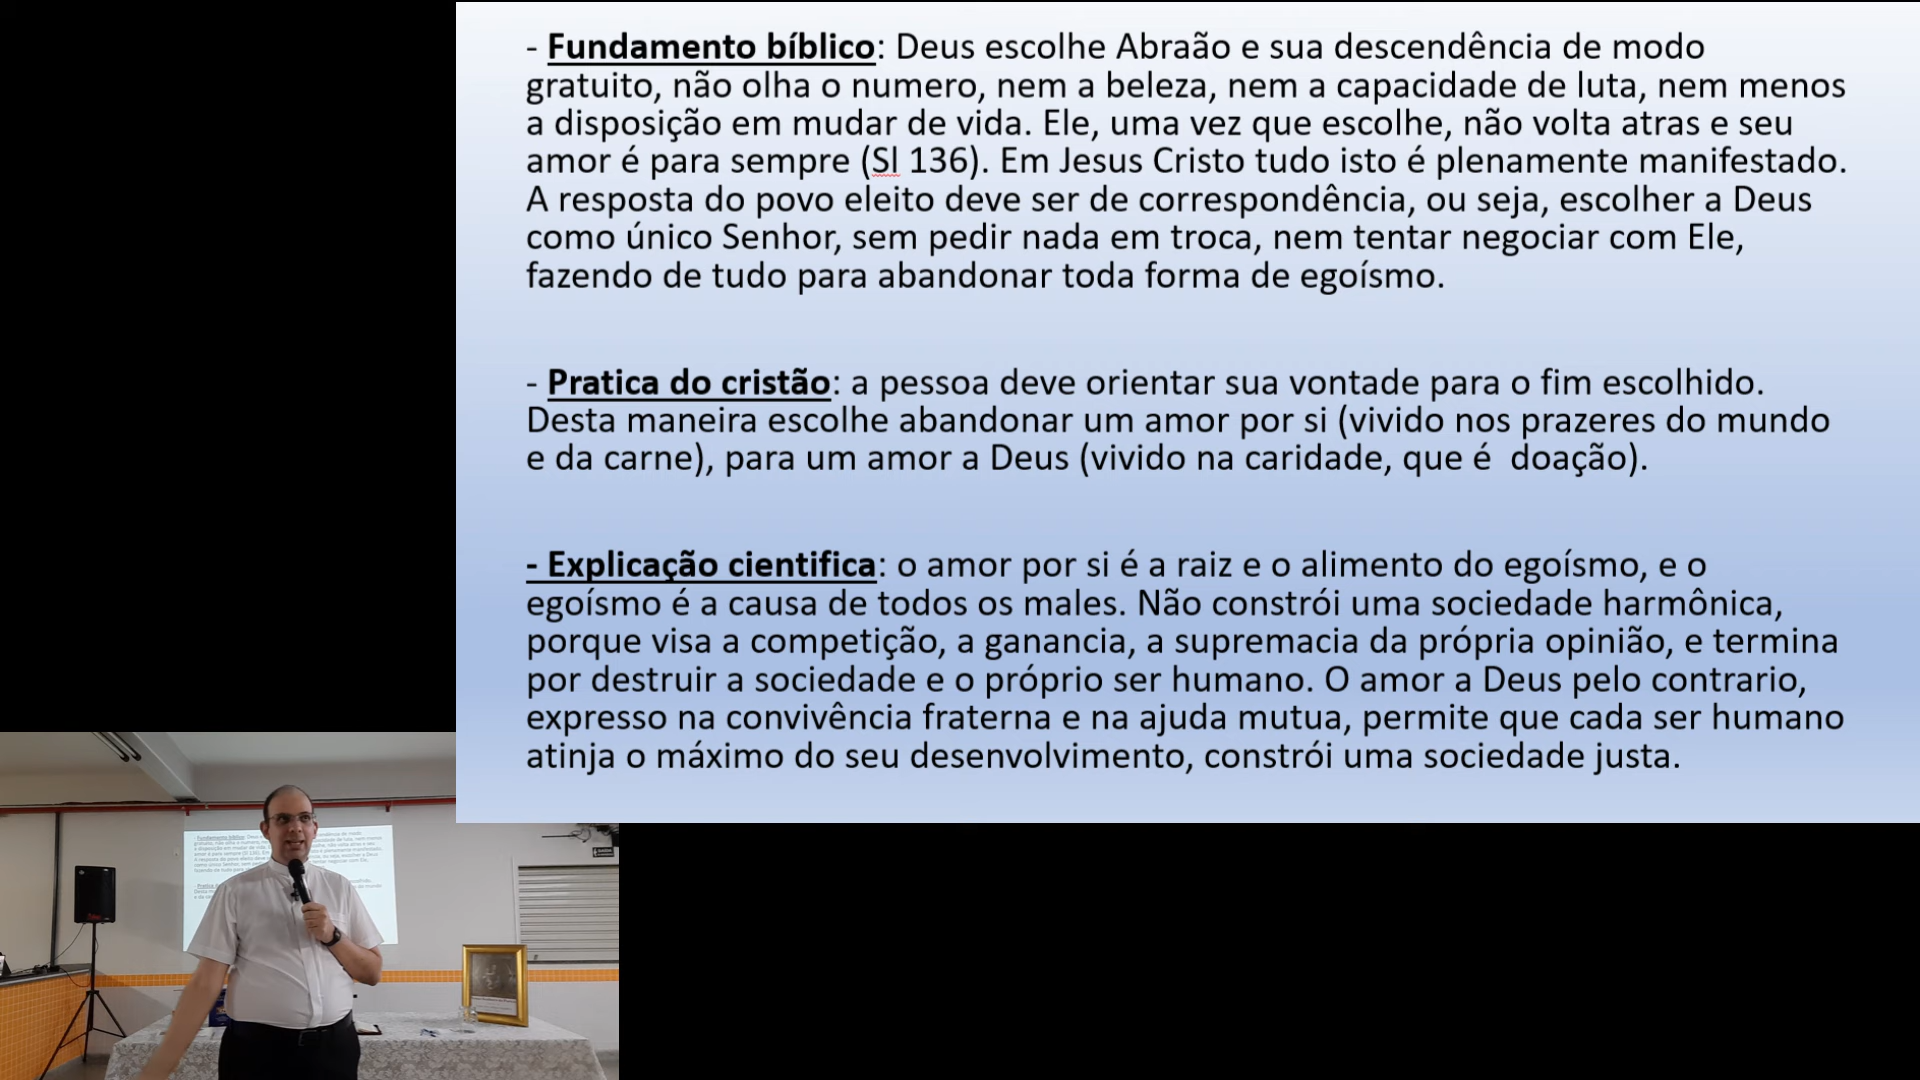 - Fundamento bíblico: Deus escolhe Abraão e sua descendência de modo
gratuito, não olha o numero, nem a beleza, nem a capacidade de luta, nem menos
a disposição em mudar de vida. Ele, uma vez que escolhe, não volta atras e seu
amor é para sempre (Sl 136). Em Jesus Cristo tudo isto é plenamente manifestado.
A resposta do povo eleito deve ser de correspondência, ou seja, escolher a Deus
como único Senhor, sem pedir nada em troca, nem tentar negociar com Ele,
fazendo de tudo para abandonar toda forma de egoísmo.
- Pratica do cristão: a pessoa deve orientar sua vontade para o fim escolhido.
Desta maneira escolhe abandonar um amor por si (vivido nos prazeres do mundo
e da carne), para um amor a Deus (vivido na caridade, que é  doação).
- Explicação cientifica: o amor por si é a raiz e o alimento do egoísmo, e o
egoísmo é a causa de todos os males. Não constrói uma sociedade harmônica,
porque visa a competição, a ganancia, a supremacia da própria opinião, e termina
por destruir a sociedade e o próprio ser humano. O amor a Deus pelo contrario,
expresso na convivência fraterna e na ajuda mutua, permite que cada ser humano
atinja o máximo do seu desenvolvimento, constrói uma sociedade justa.